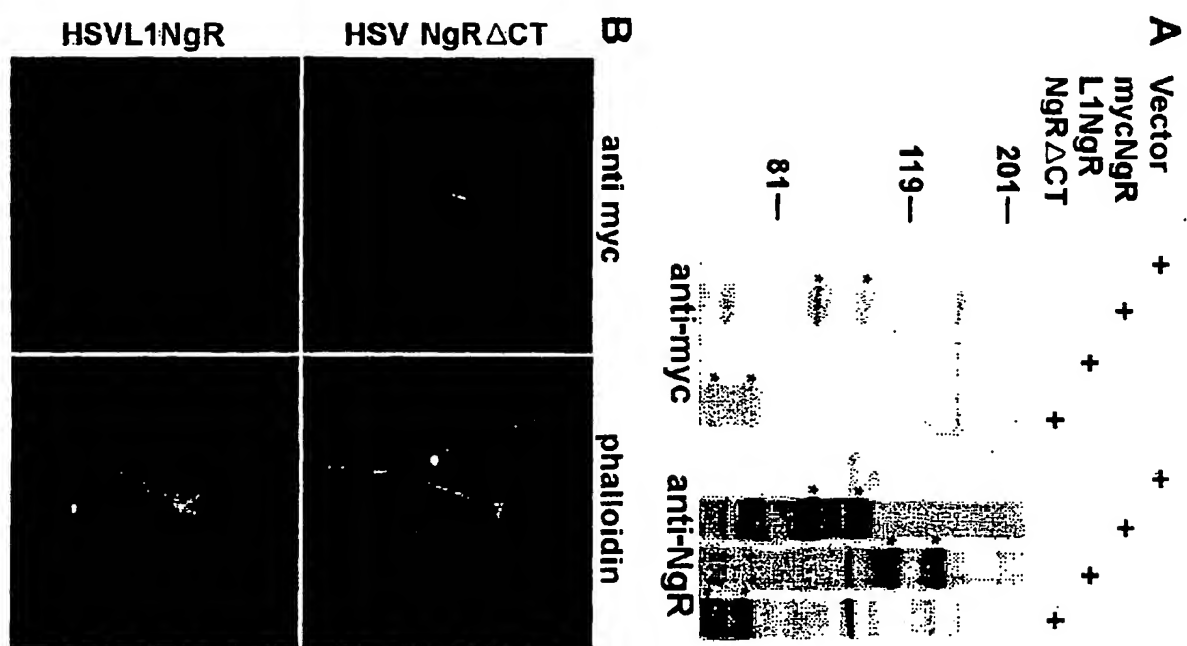 A
Vector + +
mycNgR + +
L1NgR + +
NgRΔCT + +
201—
119—
81—
* * * * * * * * * *
anti-myc anti-NgR
B
anti myc phalloidin
HSV NgRΔCT
HSVL1NgR